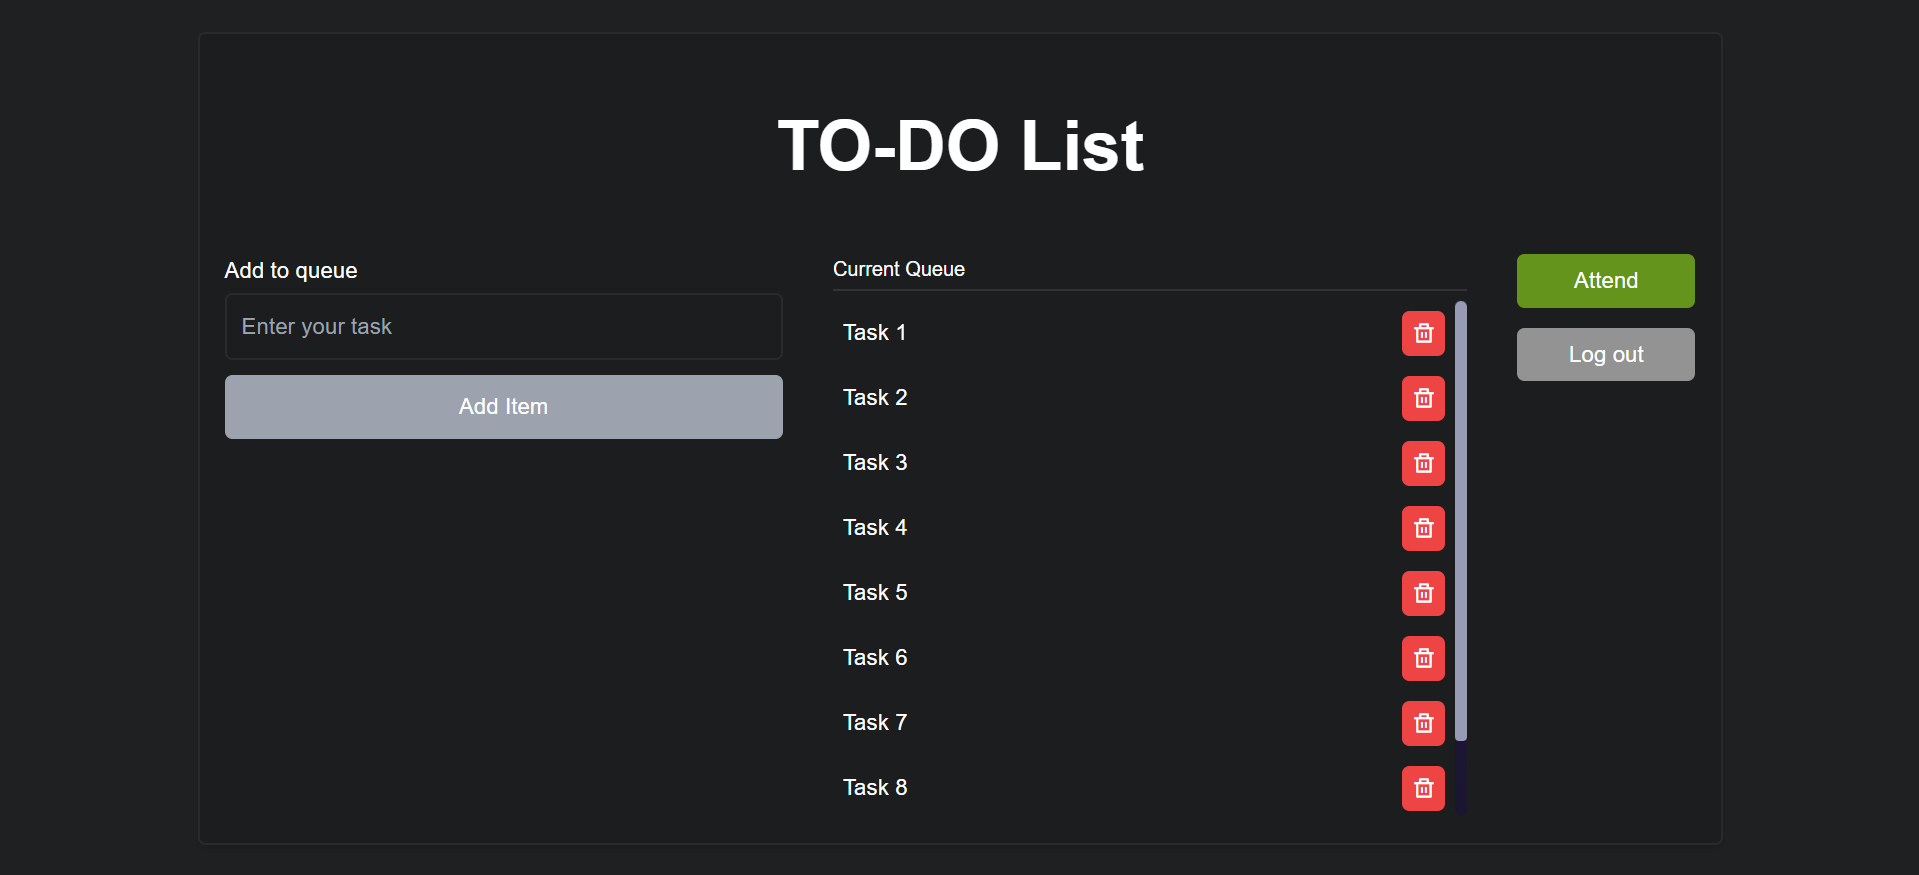 TO-DO List
Add to queue
Enter your task
Add Item
Current Queue
Task 1
Task 2
Task 3
Task 4
Task 5
Task 6
Task 7
Task 8
Attend
Log out